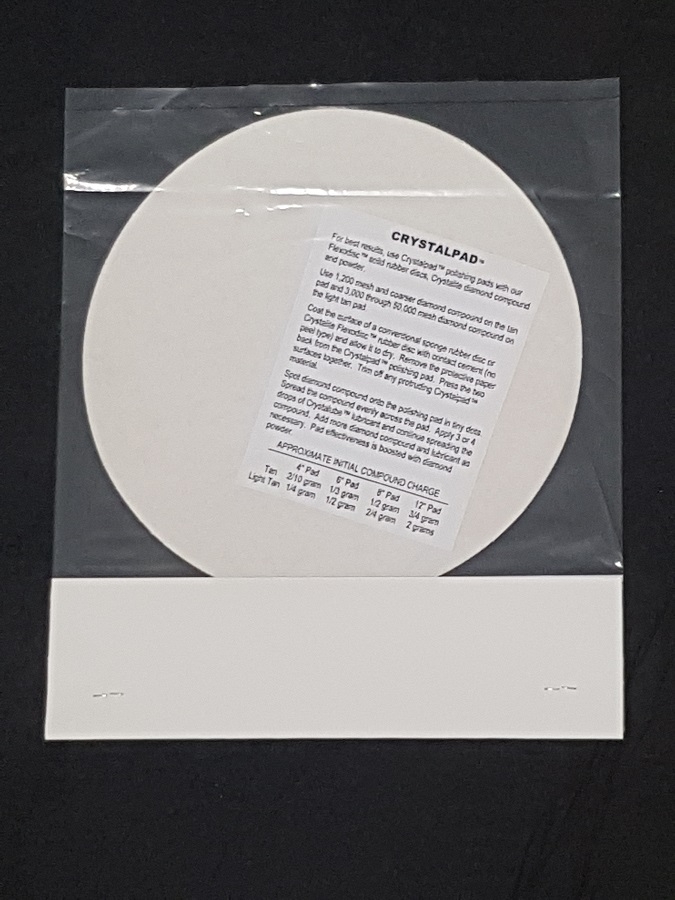 CRYSTALPAD™
For best results, use Crystalpad™ polishing pads with our
Flexodisc™ solid rubber discs, Crystalite diamond compound
and powder.
Use 1,200 mesh and coarser diamond compound on the tan
pad and 3,000 through 50,000 mesh diamond compound on
the light tan pad.
Coat the surface of a conventional sponge rubber disc or
Crystalite Flexodisc™ rubber disc with contact cement (no
peel type) and allow it to dry. Remove the protective paper
back from the Crystalpad™ polishing pad. Press the two
surfaces together. Trim off any protruding Crystalpad™
material.
Spot diamond compound onto the polishing pad in tiny dots.
Spread the compound evenly across the pad. Apply 3 or 4
drops of Crystalube™ lubricant and continue spreading the
compound. Add more diamond compound and lubricant as
necessary. Pad effectiveness is boosted with diamond
powder.
APPROXIMATE INITIAL COMPOUND CHARGE
4" Pad 6" Pad 8" Pad 12" Pad
Tan 2/10 gram 1/3 gram 1/2 gram 3/4 gram
Light Tan 1/4 gram 1/2 gram 2/4 gram 2 grams